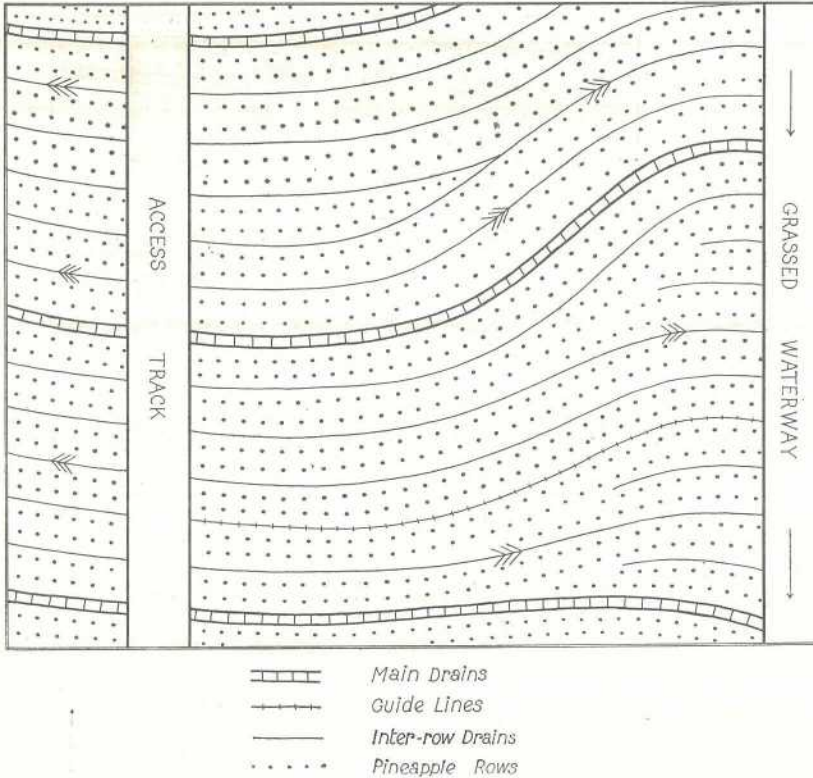 ACCESS
TRACK
GRASSED
WATERWAY
Main Drains
Guide Lines
Inter-row Drains
Pineapple Rows